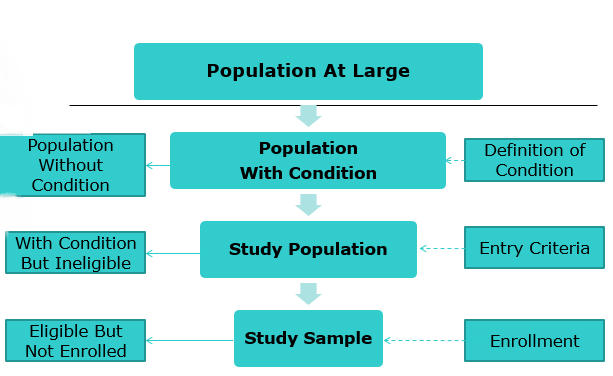 Population At Large
Population
Without
Condition
Population
With Condition
Definition of
Condition
With Condition
But Ineligible
Study Population
Entry Criteria
Eligible But
Not Enrolled
Study Sample
Enrollment